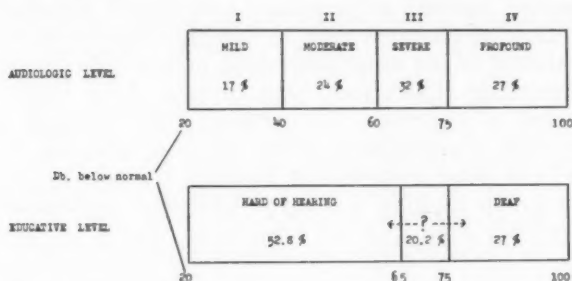 I II III IV
MILD MODERATE SEVERE PROFOUND
AUDIOLOGIC LEVEL
17 % 24 % 32 % 27 %
20 40 60 75 100
Db. below normal
HARD OF HEARING ? DEAF
EDUCATIVE LEVEL
52.8 % 20.2 % 27 %
20 65 75 100